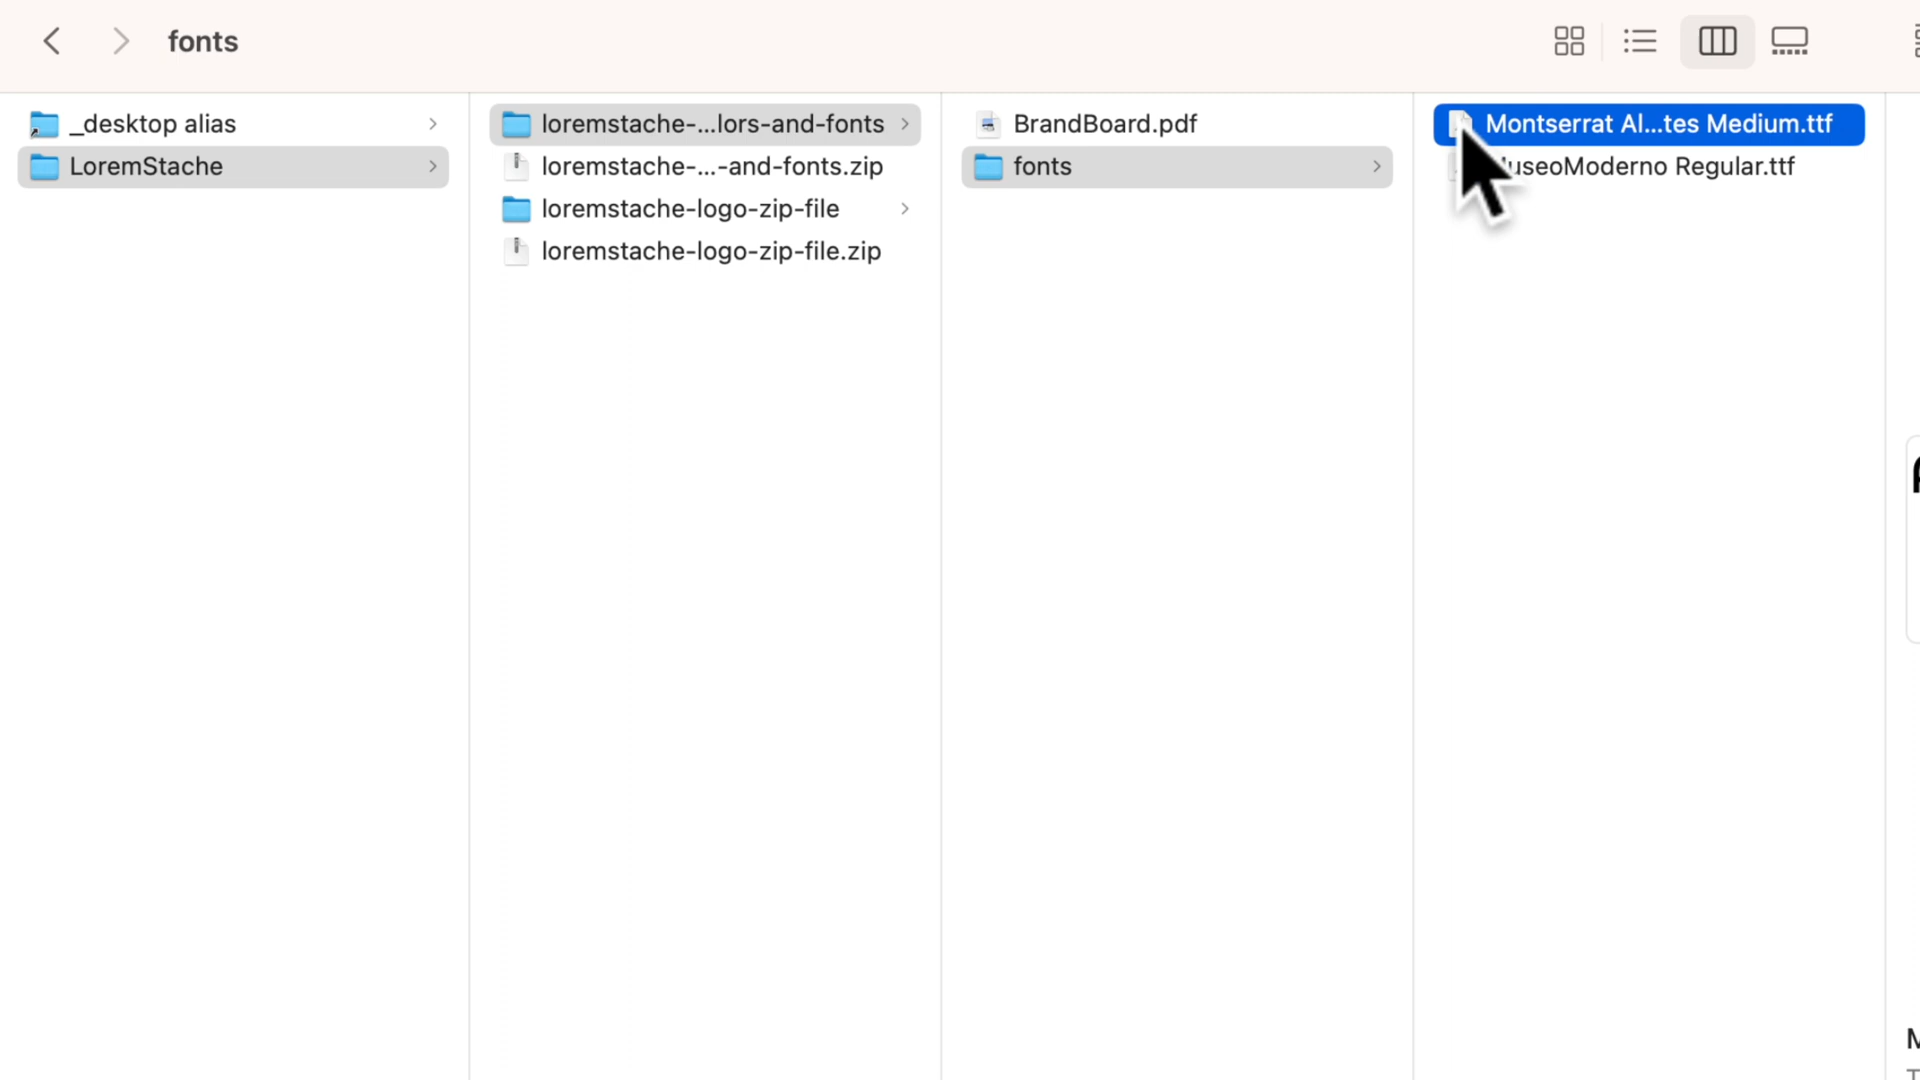 fonts
_desktop alias
LoremStache
loremstache-...lors-and-fonts
loremstache-...-and-fonts.zip
loremstache-logo-zip-file
loremstache-logo-zip-file.zip
BrandBoard.pdf
fonts
Montserrat Al...tes Medium.ttf
useoModerno Regular.ttf